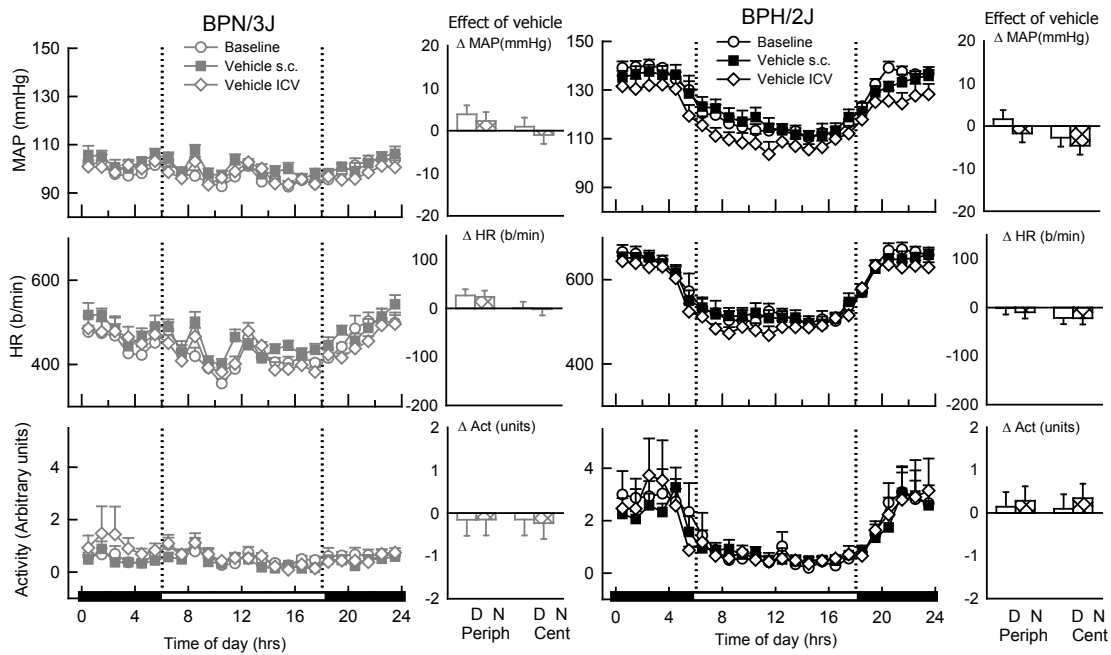 BPN/3J
Baseline
Vehicle s.c.
Vehicle ICV
150
130
110
90
MAP (mmHg)
Effect of vehicle
Δ MAP(mmHg)
20
10
0
-10
-20
BPH/2J
Baseline
Vehicle s.c.
Vehicle ICV
150
130
110
90
80
Effect of vehicle
Δ MAP(mmHg)
20
10
0
-10
-20
600
400
HR (b/min)
Δ HR (b/min)
100
0
-100
-200
600
400
Δ HR (b/min)
100
0
-100
-200
4
2
0
Activity (Arbitrary units)
Δ Act (units)
2
1
0
-1
-2
4
2
0
Δ Act (units)
2
1
0
-1
-2
0 4 8 12 16 20 24
Time of day (hrs)
D N D N
Periph Cent
0 4 8 12 16 20 24
Time of day (hrs)
D N D N
Periph Cent